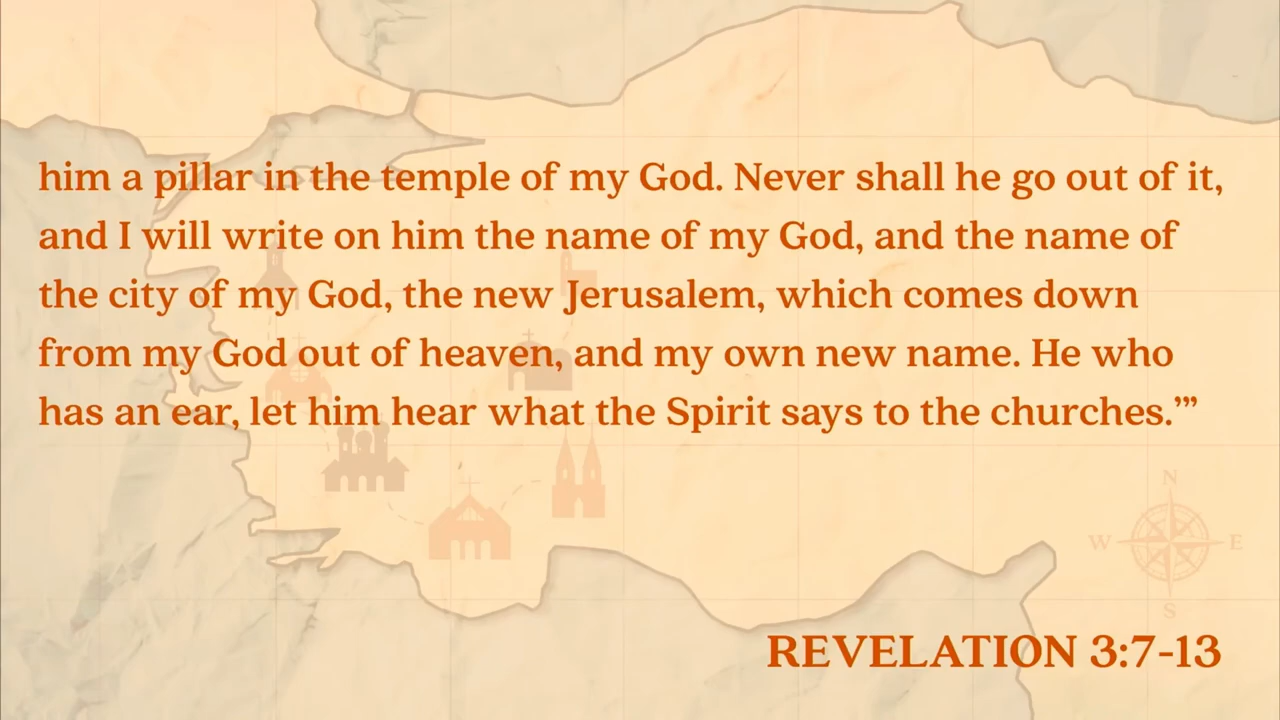 him a pillar in the temple of my God. Never shall he go out of it,
and I will write on him the name of my God, and the name of
the city of my God, the new Jerusalem, which comes down
from my God out of heaven, and my own new name. He who
has an ear, let him hear what the Spirit says to the churches.’”
N
W E
S
REVELATION 3:7-13